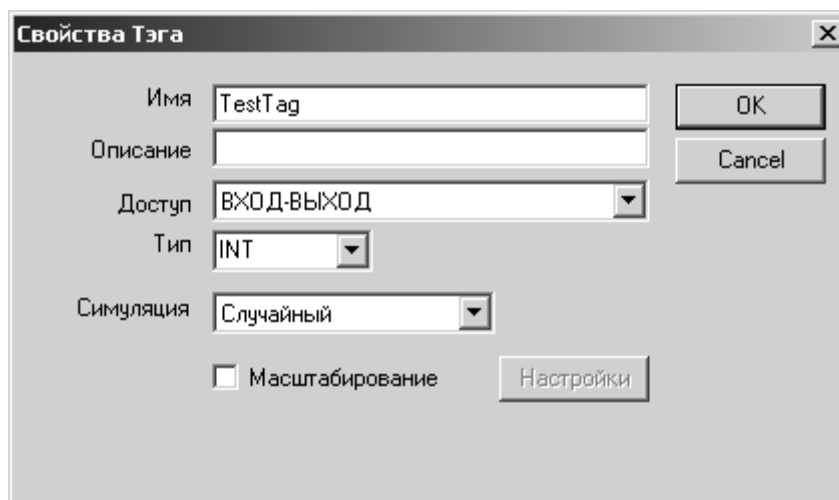 Свойства Тэга
Имя TestTag OK
Описание Cancel
Доступ ВХОД-ВЫХОД
Тип INT
Симуляция Случайный
Масштабирование Настройки